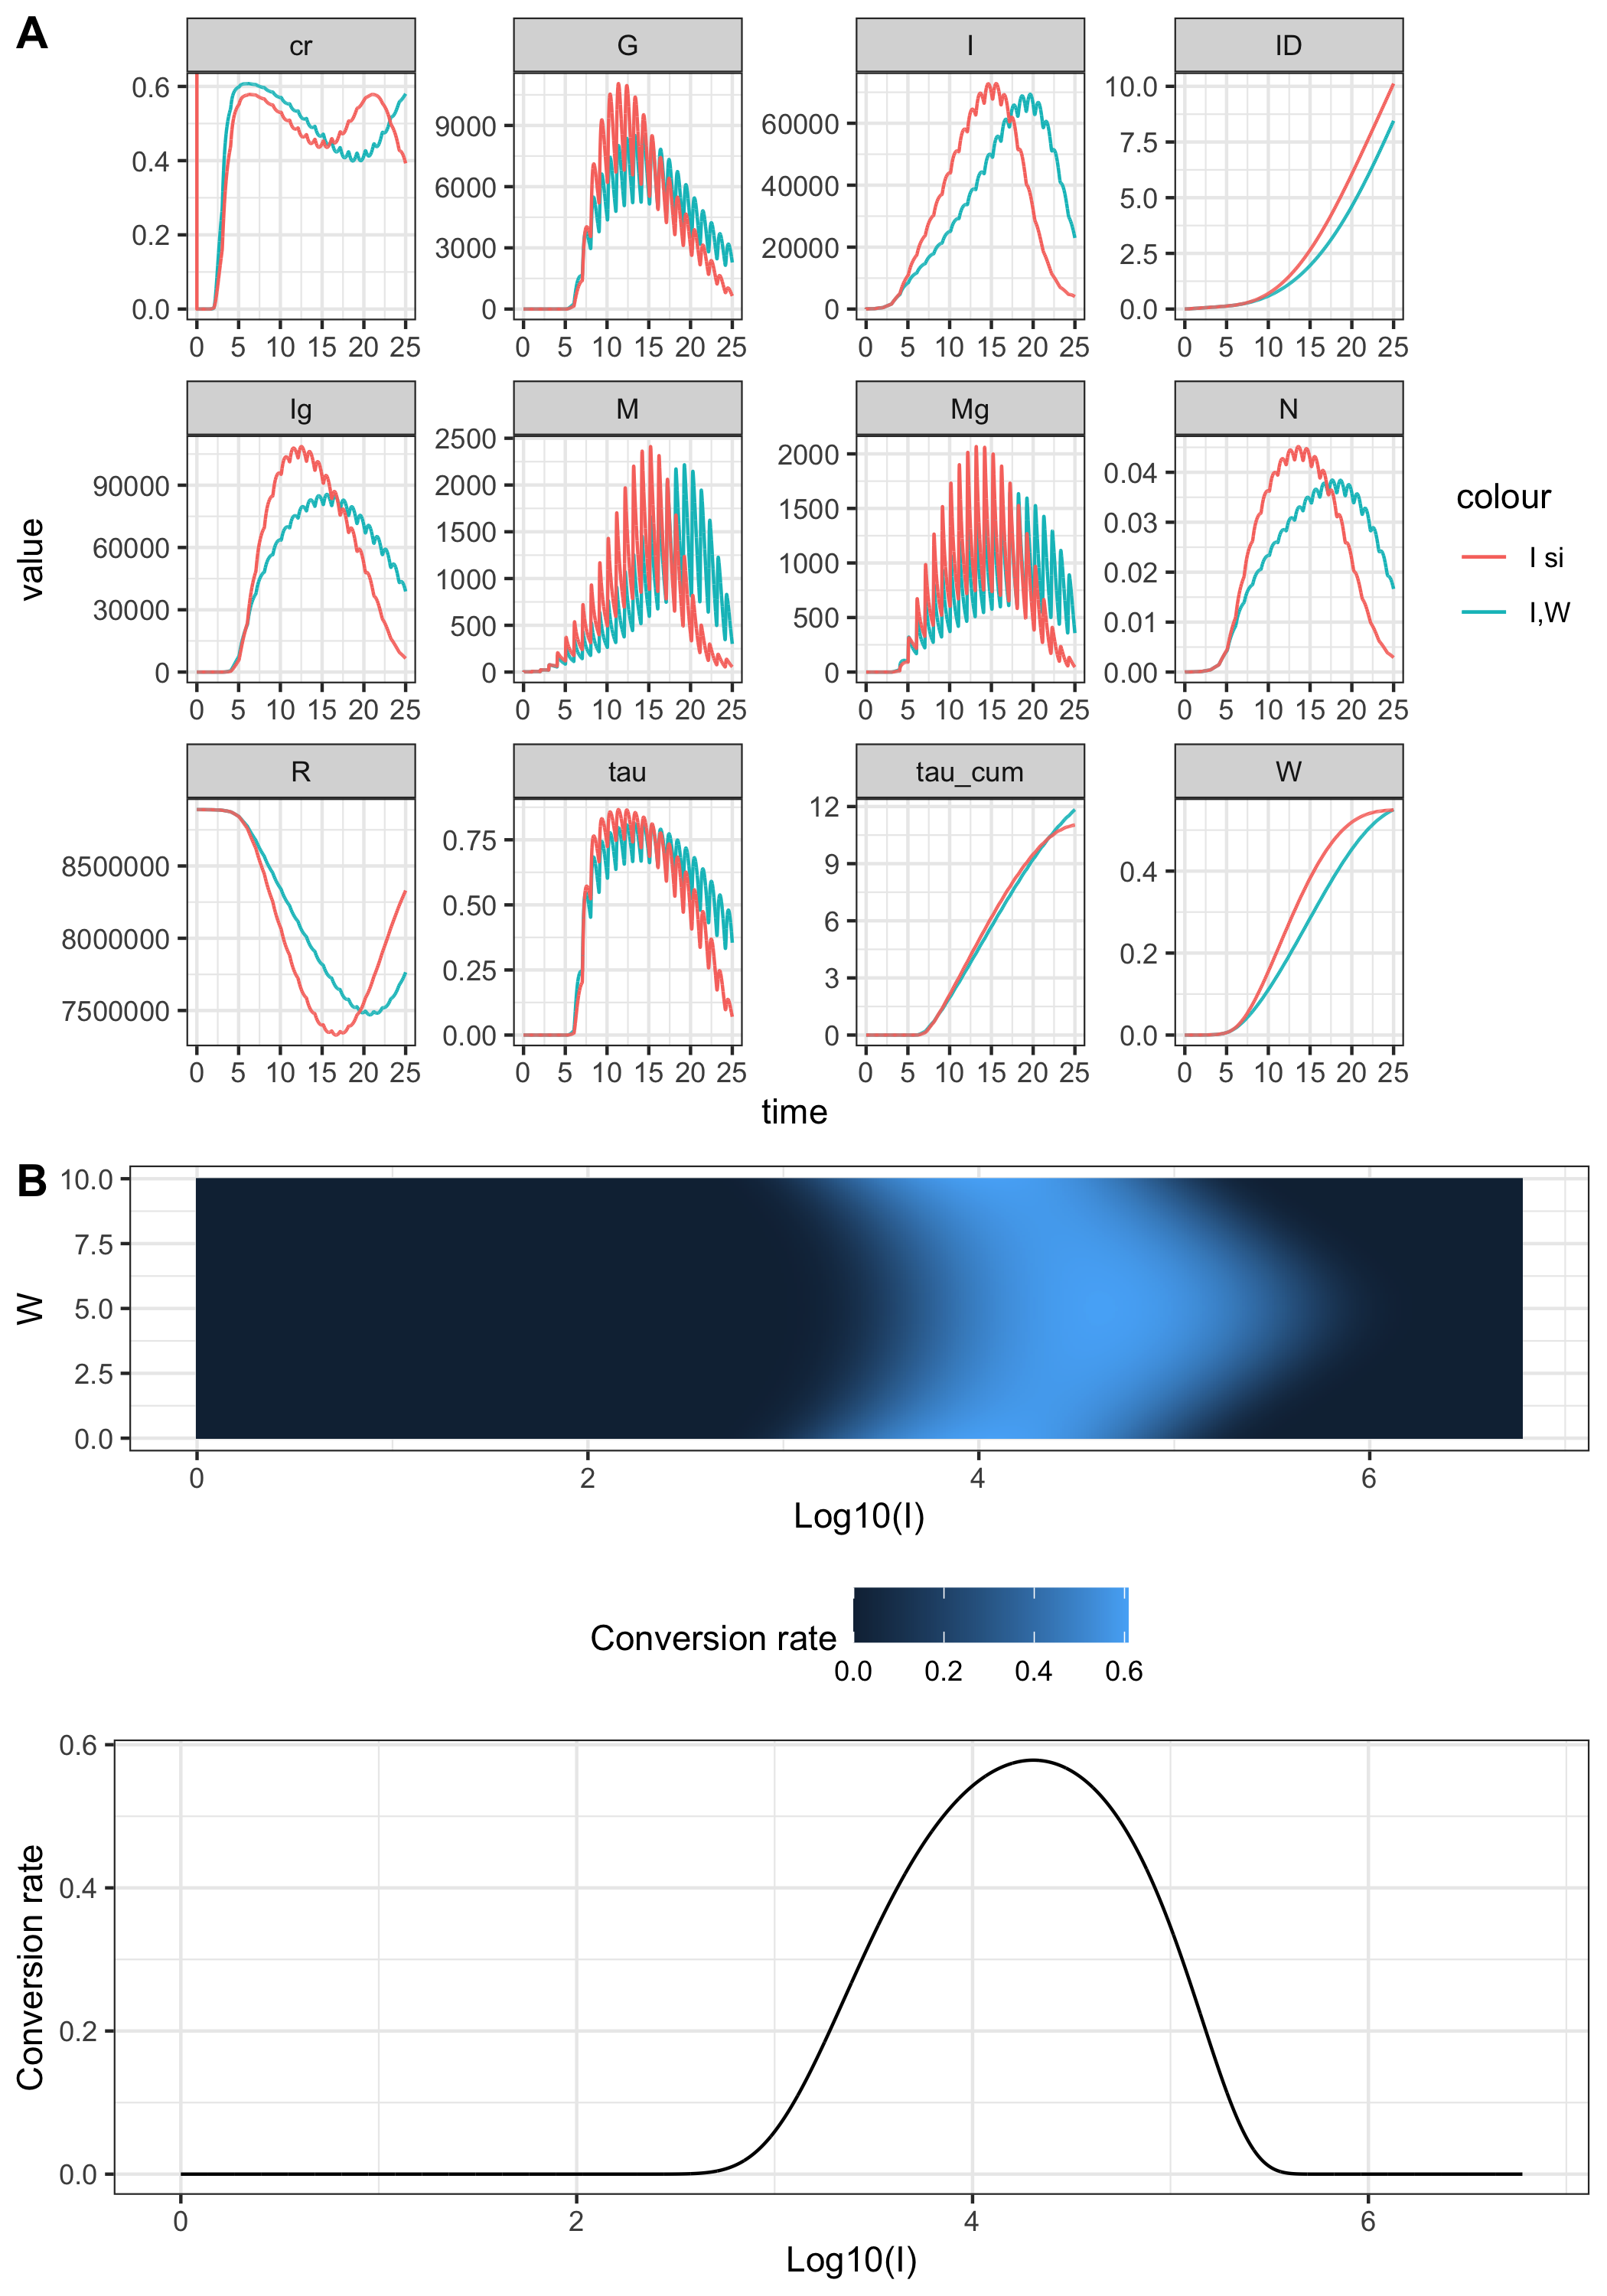 A
cr G I ID
0.6 9000 60000 10.0
0.4 6000 40000 7.5
0.2 3000 20000 5.0
0.0 0 0 2.5
0.0
0 5 10 15 20 25 0 5 10 15 20 25 0 5 10 15 20 25 0 5 10 15 20 25
Ig M Mg N
90000 2500 2000 0.04
60000 2000 1500 0.03
30000 1500 1000 0.02
0 1000 500 0.01
500 0 0.00
0
0 5 10 15 20 25 0 5 10 15 20 25 0 5 10 15 20 25 0 5 10 15 20 25
value
colour
I si
I,W
R tau tau_cum W
8500000 0.75 12 0.4
8000000 0.50 9 0.2
7500000 0.25 6 0.0
0.00 3
0
0 5 10 15 20 25 0 5 10 15 20 25 0 5 10 15 20 25 0 5 10 15 20 25
time
B
10.0
7.5
5.0
2.5
0.0
W
0 2 4 6
Log10(I)
Conversion rate
0.0 0.2 0.4 0.6
0.6
0.4
0.2
0.0
Conversion rate
0 2 4 6
Log10(I)